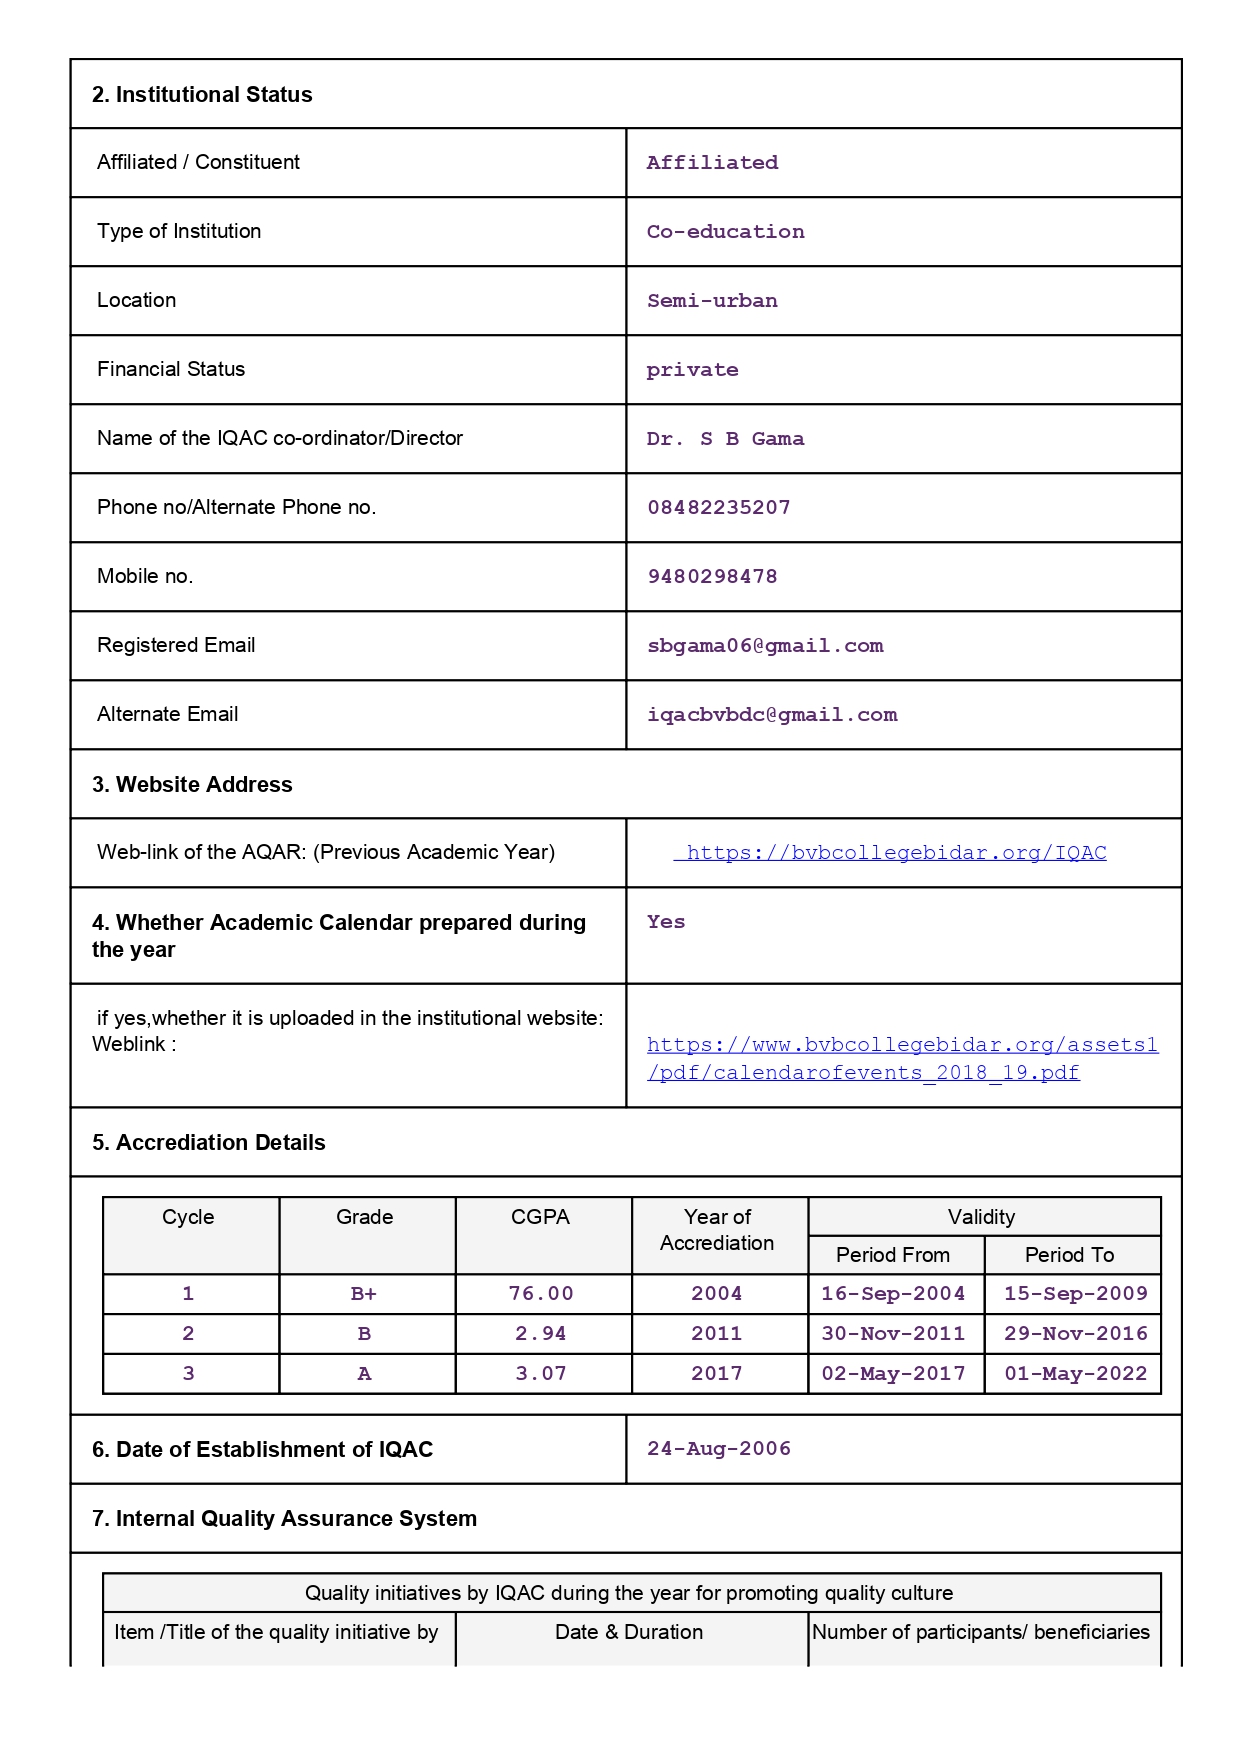 2. Institutional Status
Affiliated / Constituent Affiliated
Type of Institution Co-education
Location Semi-urban
Financial Status private
Name of the IQAC co-ordinator/Director Dr. S B Gama
Phone no/Alternate Phone no. 08482235207
Mobile no. 9480298478
Registered Email sbgama06@gmail.com
Alternate Email iqacbvbdc@gmail.com
3. Website Address
Web-link of the AQAR: (Previous Academic Year) https://bvbcollegebidar.org/IQAC
4. Whether Academic Calendar prepared during Yes
the year
if yes,whether it is uploaded in the institutional website:
Weblink : https://www.bvbcollegebidar.org/assets1
/pdf/calendarofevents_2018_19.pdf
5. Accrediation Details
Cycle Grade CGPA Year of Validity
Accrediation Period From Period To
1 B+ 76.00 2004 16-Sep-2004 15-Sep-2009
2 B 2.94 2011 30-Nov-2011 29-Nov-2016
3 A 3.07 2017 02-May-2017 01-May-2022
6. Date of Establishment of IQAC 24-Aug-2006
7. Internal Quality Assurance System
Quality initiatives by IQAC during the year for promoting quality culture
Item /Title of the quality initiative by Date & Duration Number of participants/ beneficiaries